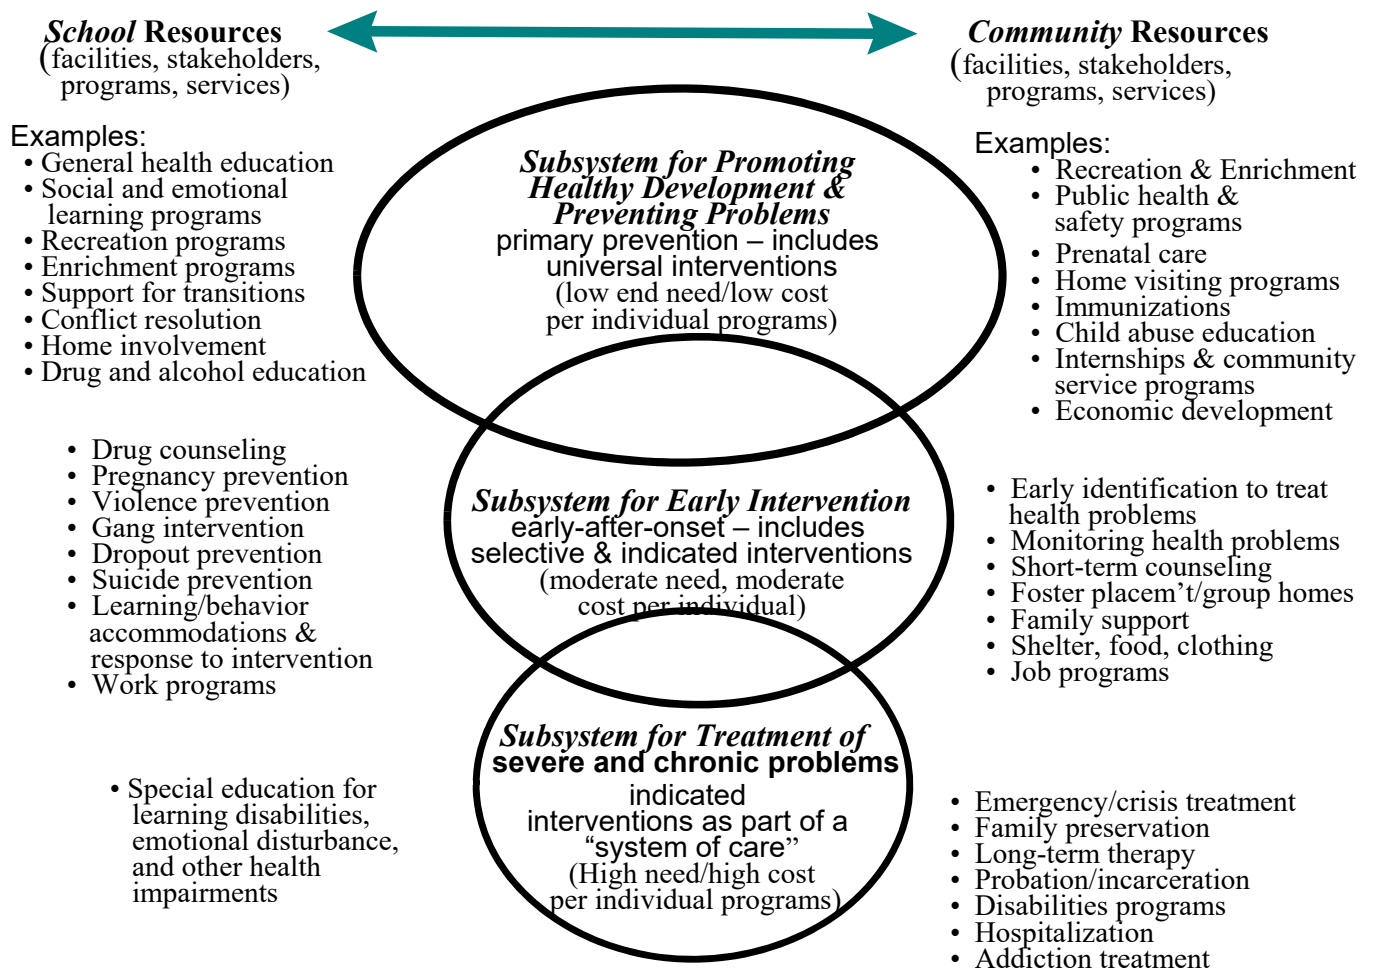 School Resources
(facilities, stakeholders,
programs, services)
Examples:
• General health education
• Social and emotional
learning programs
• Recreation programs
• Enrichment programs
• Support for transitions
• Conflict resolution
• Home involvement
• Drug and alcohol education
• Drug counseling
• Pregnancy prevention
• Violence prevention
• Gang intervention
• Dropout prevention
• Suicide prevention
• Learning/behavior
accommodations &
response to intervention
• Work programs
• Special education for
learning disabilities,
emotional disturbance,
and other health
impairments
Subsystem for Promoting
Healthy Development &
Preventing Problems
primary prevention – includes
universal interventions
(low end need/low cost
per individual programs)
Subsystem for Early Intervention
early-after-onset – includes
selective & indicated interventions
(moderate need, moderate
cost per individual)
Subsystem for Treatment of
severe and chronic problems
indicated
interventions as part of a
“system of care”
(High need/high cost
per individual programs)
Community Resources
(facilities, stakeholders,
programs, services)
Examples:
• Recreation & Enrichment
• Public health &
safety programs
• Prenatal care
• Home visiting programs
• Immunizations
• Child abuse education
• Internships & community
service programs
• Economic development
• Early identification to treat
health problems
• Monitoring health problems
• Short-term counseling
• Foster placem’t/group homes
• Family support
• Shelter, food, clothing
• Job programs
• Emergency/crisis treatment
• Family preservation
• Long-term therapy
• Probation/incarceration
• Disabilities programs
• Hospitalization
• Addiction treatment